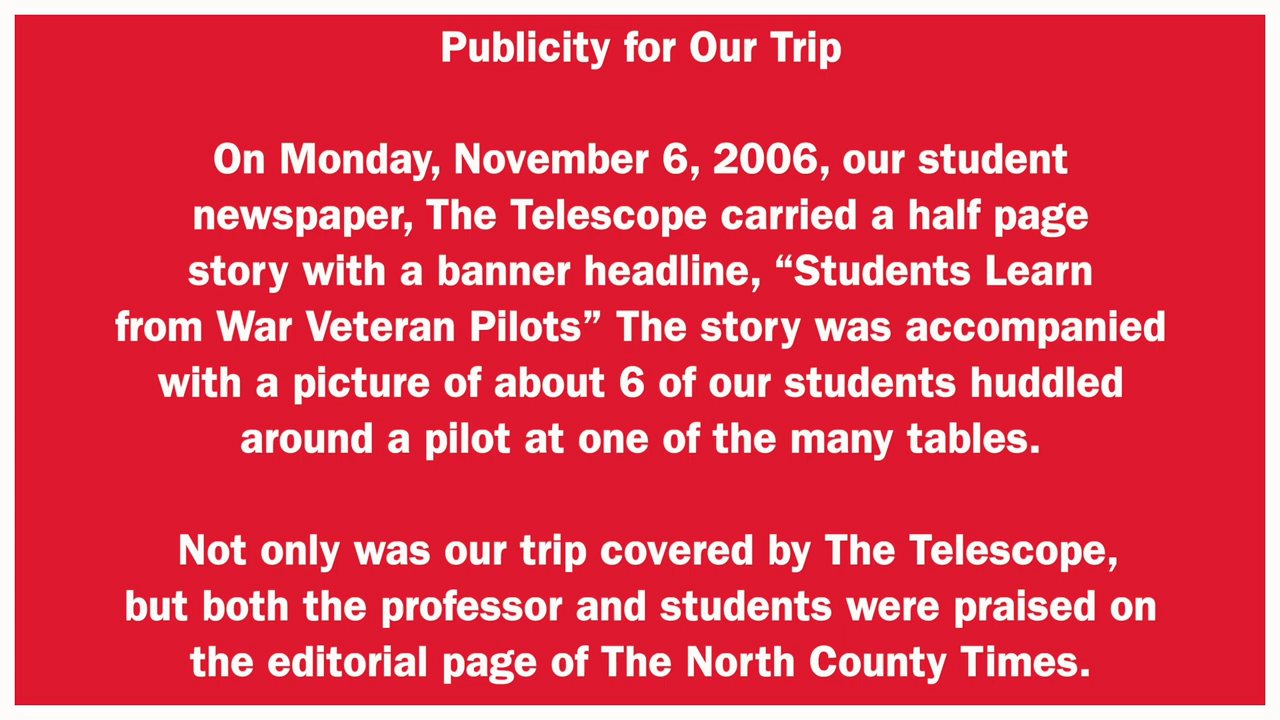 Publicity for Our Trip
On Monday, November 6, 2006, our student
newspaper, The Telescope carried a half page
story with a banner headline, “Students Learn
from War Veteran Pilots” The story was accompanied
with a picture of about 6 of our students huddled
around a pilot at one of the many tables.
Not only was our trip covered by The Telescope,
but both the professor and students were praised on
the editorial page of The North County Times.